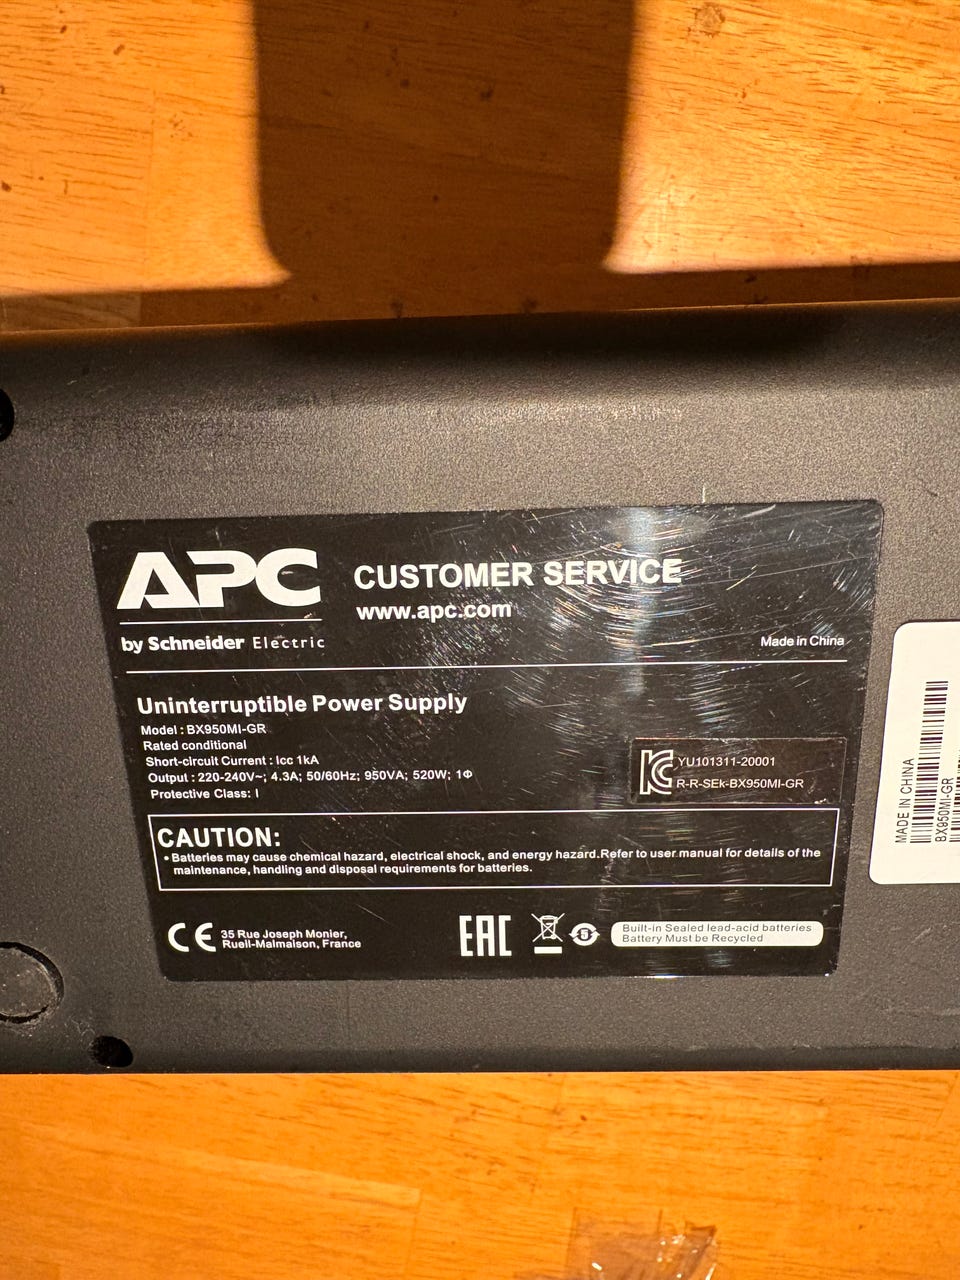 APC
by Schneider Electric
CUSTOMER SERVICE
www.apc.com
Made in China
Uninterruptible Power Supply
Model : BX950MI-GR
Rated conditional
Short-circuit Current : Icc 1kA
Output : 220-240V~; 4.3A; 50/60Hz; 950VA; 520W; 1Φ
Protective Class: I
YU101311-20001
R-R-SEk-BX950MI-GR
CAUTION:
• Batteries may cause chemical hazard, electrical shock, and energy hazard.Refer to user manual for details of the
maintenance, handling and disposal requirements for batteries.
CE
35 Rue Joseph Monier,
Rueil-Malmaison, France
EAC
5
Built-in Sealed lead-acid batteries
Battery Must be Recycled
MADE IN CHINA
BX950MI-GR